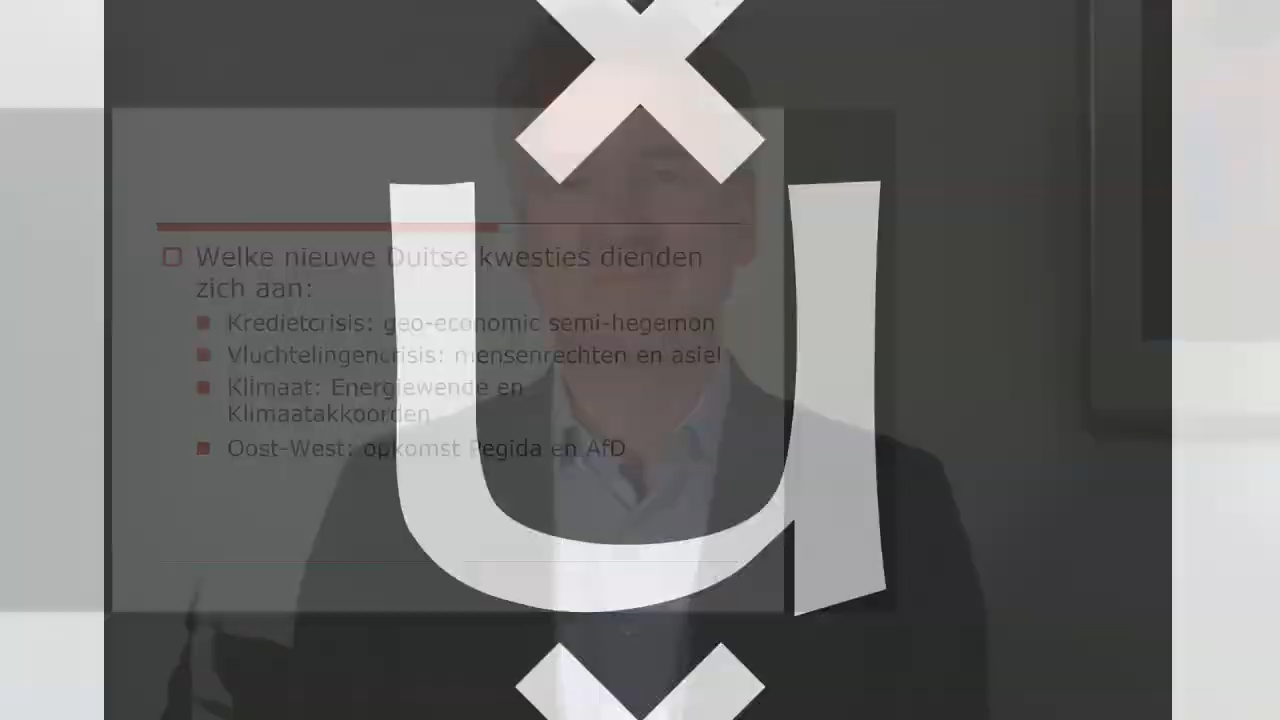 u
Welke nieuwe Duitse kwesties dienden
zich aan:
Kredietcrisis: geo-economic semi-hegemon
Vluchtelingencrisis: mensenrechten en asiel
Klimaat: Energiewende en
Klimaatakkoorden
Oost-West: opkomst Pegida en AfD